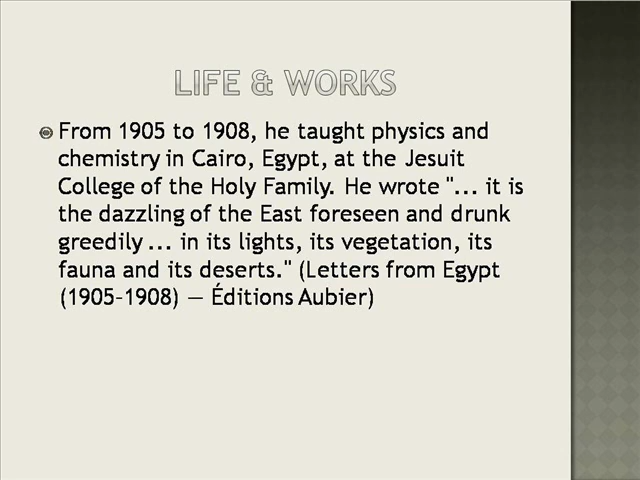 LIFE & WORKS
From 1905 to 1908, he taught physics and
chemistry in Cairo, Egypt, at the Jesuit
College of the Holy Family. He wrote "... it is
the dazzling of the East foreseen and drunk
greedily ... in its lights, its vegetation, its
fauna and its deserts." (Letters from Egypt
(1905–1908) — Éditions Aubier)